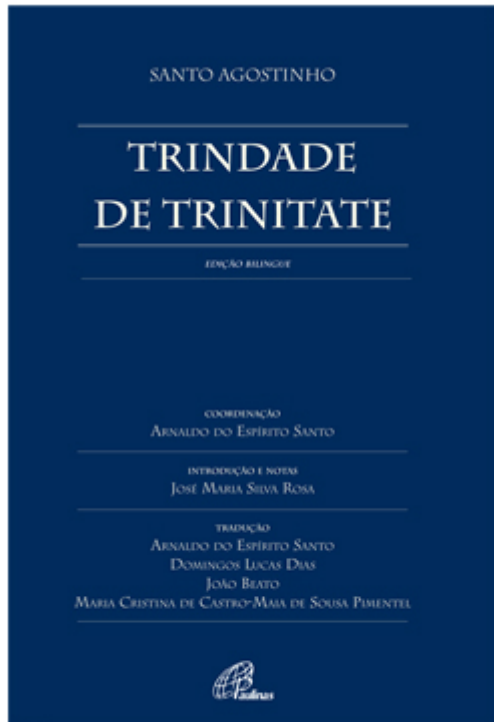 SANTO AGOSTINHO
TRINDADE
DE TRINITATE
EDIÇÃO BILINGUE
COORDENAÇÃO
ARNALDO DO ESPÍRITO SANTO
INTRODUÇÃO E NOTAS
JOSÉ MARIA SILVA ROSA
TRADUÇÃO
ARNALDO DO ESPÍRITO SANTO
DOMINGOS LUCAS DIAS
JOÃO BEATO
MARIA CRISTINA DE CASTRO-MAIA DE SOUSA PIMENTEL
Paulinas